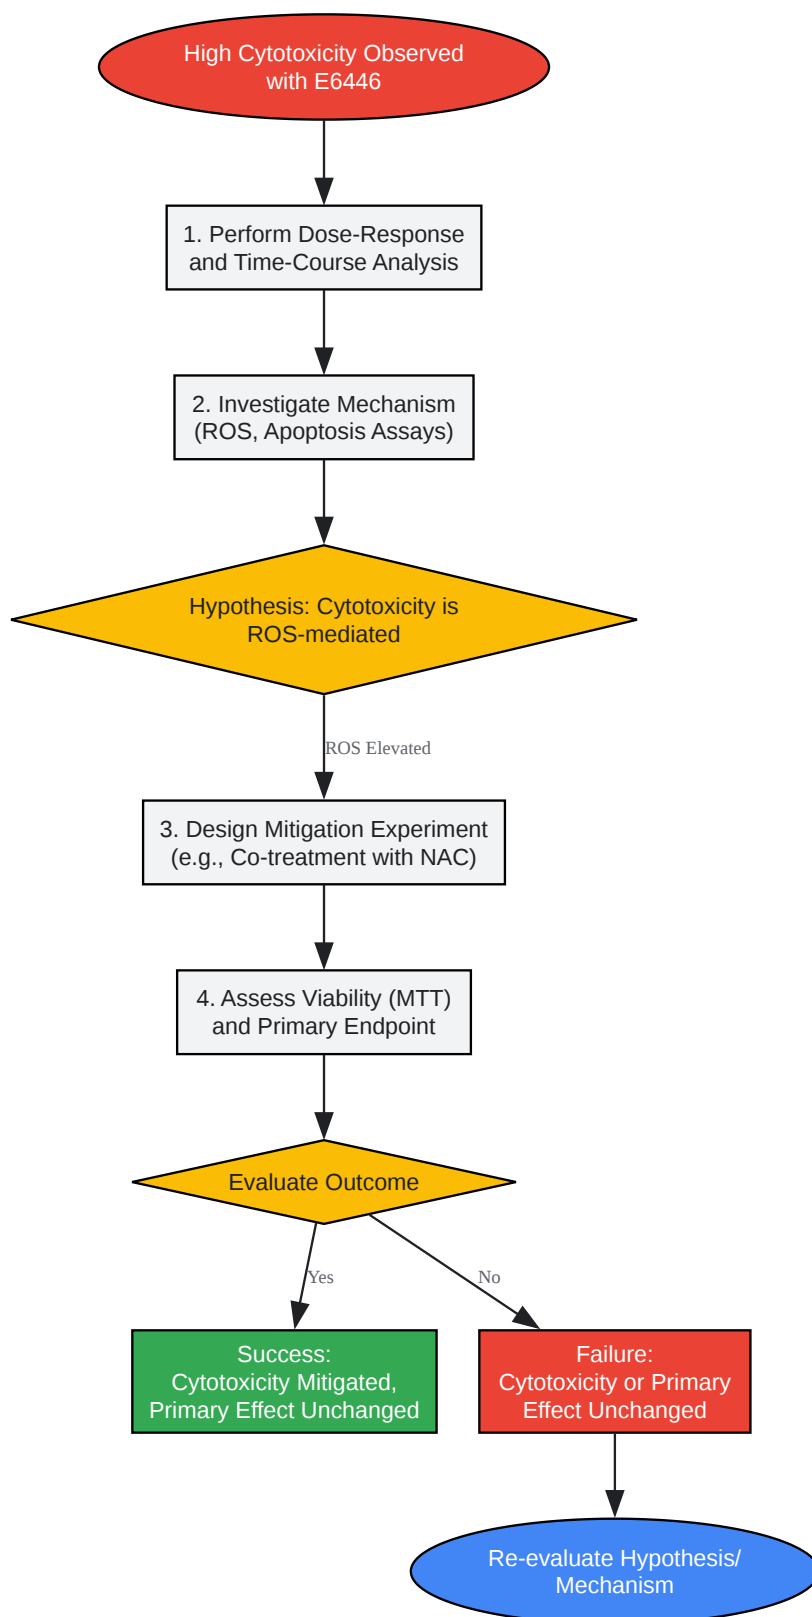 High Cytotoxicity Observed
with E6446
1. Perform Dose-Response
and Time-Course Analysis
2. Investigate Mechanism
(ROS, Apoptosis Assays)
Hypothesis: Cytotoxicity is
ROS-mediated
ROS Elevated
3. Design Mitigation Experiment
(e.g., Co-treatment with NAC)
4. Assess Viability (MTT)
and Primary Endpoint
Evaluate Outcome
Yes
No
Success:
Cytotoxicity Mitigated,
Primary Effect Unchanged
Failure:
Cytotoxicity or Primary
Effect Unchanged
Re-evaluate Hypothesis/
Mechanism